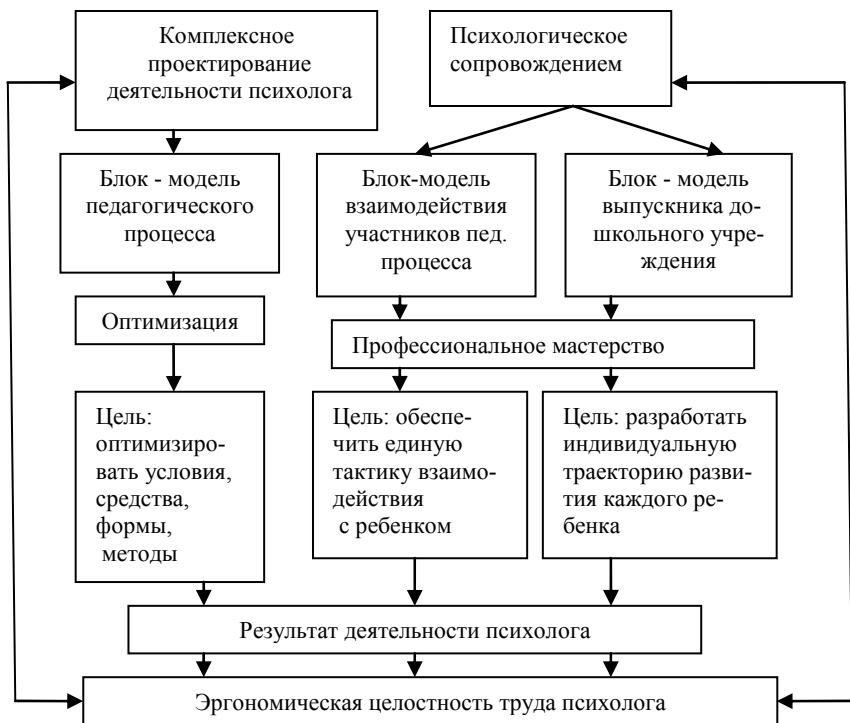 Комплексное
проектирование
деятельности психолога
Психологическое
сопровождением
Блок - модель
педагогического
процесса
Блок-модель
взаимодействия
участников пед.
процесса
Блок - модель
выпускника до-
школьного учре-
ждения
Оптимизация
Профессиональное мастерство
Цель:
оптимизиро-
вать условия,
средства,
формы,
методы
Цель: обеспе-
чить единую
тактику взаимо-
действия
с ребенком
Цель: разработать
индивидуальную
траекторию разви-
тия каждого ре-
бенка
Результат деятельности психолога
Эргономическая целостность труда психолога